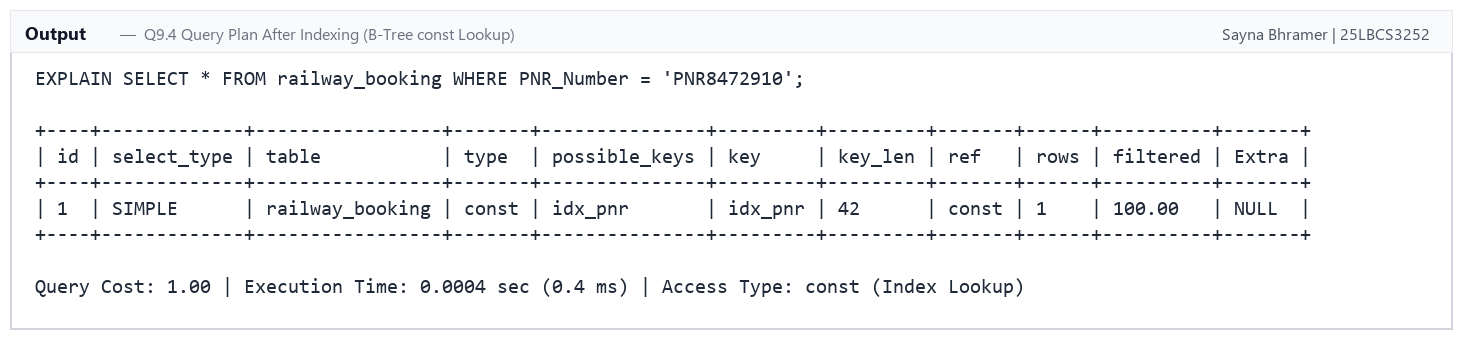 Output — Q9.4 Query Plan After Indexing (B-Tree const Lookup) Sayna Bhramer | 25LBCS3252
EXPLAIN SELECT * FROM railway_booking WHERE PNR_Number = 'PNR8472910';
+----+-------------+-----------------+-------+---------------+---------+---------+-------+------+----------+-------+
| id | select_type | table           | type  | possible_keys | key     | key_len | ref   | rows | filtered | Extra |
+----+-------------+-----------------+-------+---------------+---------+---------+-------+------+----------+-------+
| 1  | SIMPLE      | railway_booking | const | idx_pnr       | idx_pnr | 42      | const | 1    | 100.00   | NULL  |
+----+-------------+-----------------+-------+---------------+---------+---------+-------+------+----------+-------+
Query Cost: 1.00 | Execution Time: 0.0004 sec (0.4 ms) | Access Type: const (Index Lookup)